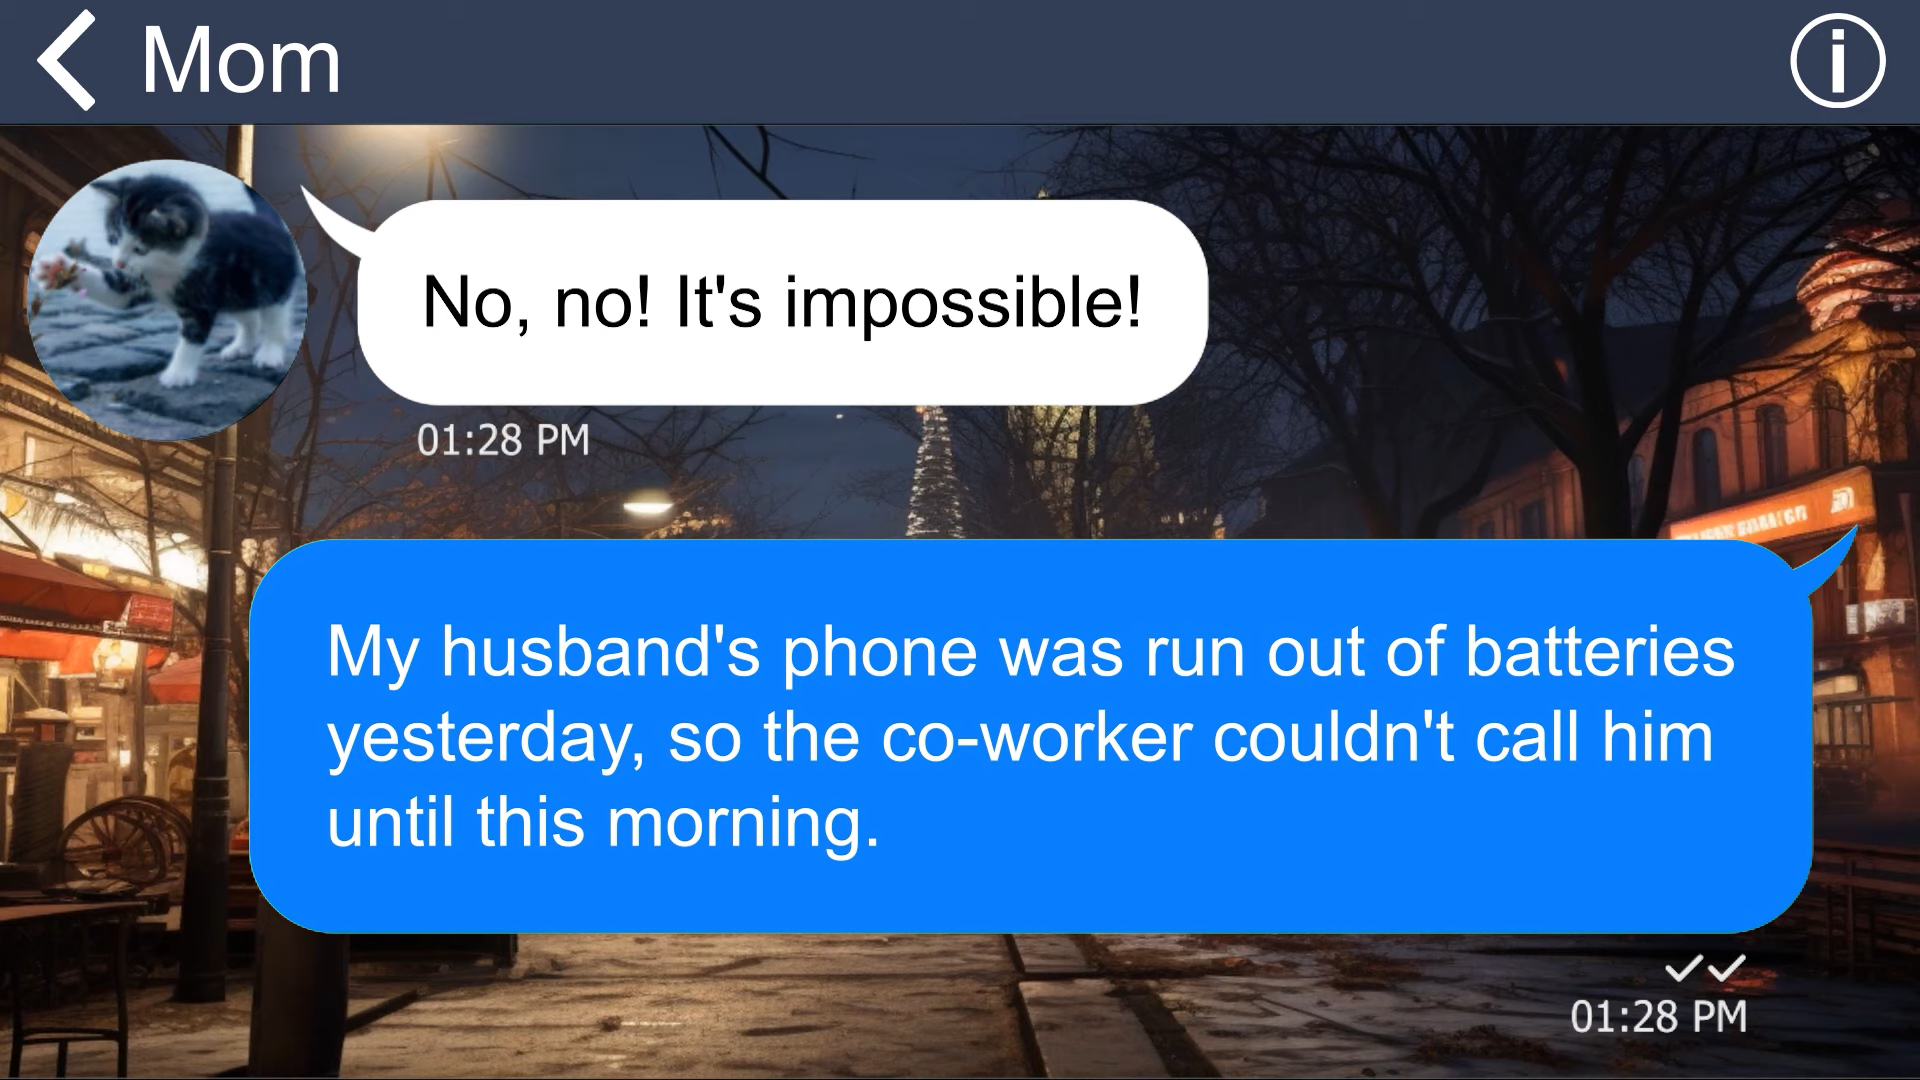 Mom
No, no! It's impossible!
01:28 PM
My husband's phone was run out of batteries
yesterday, so the co-worker couldn't call him
until this morning.
01:28 PM